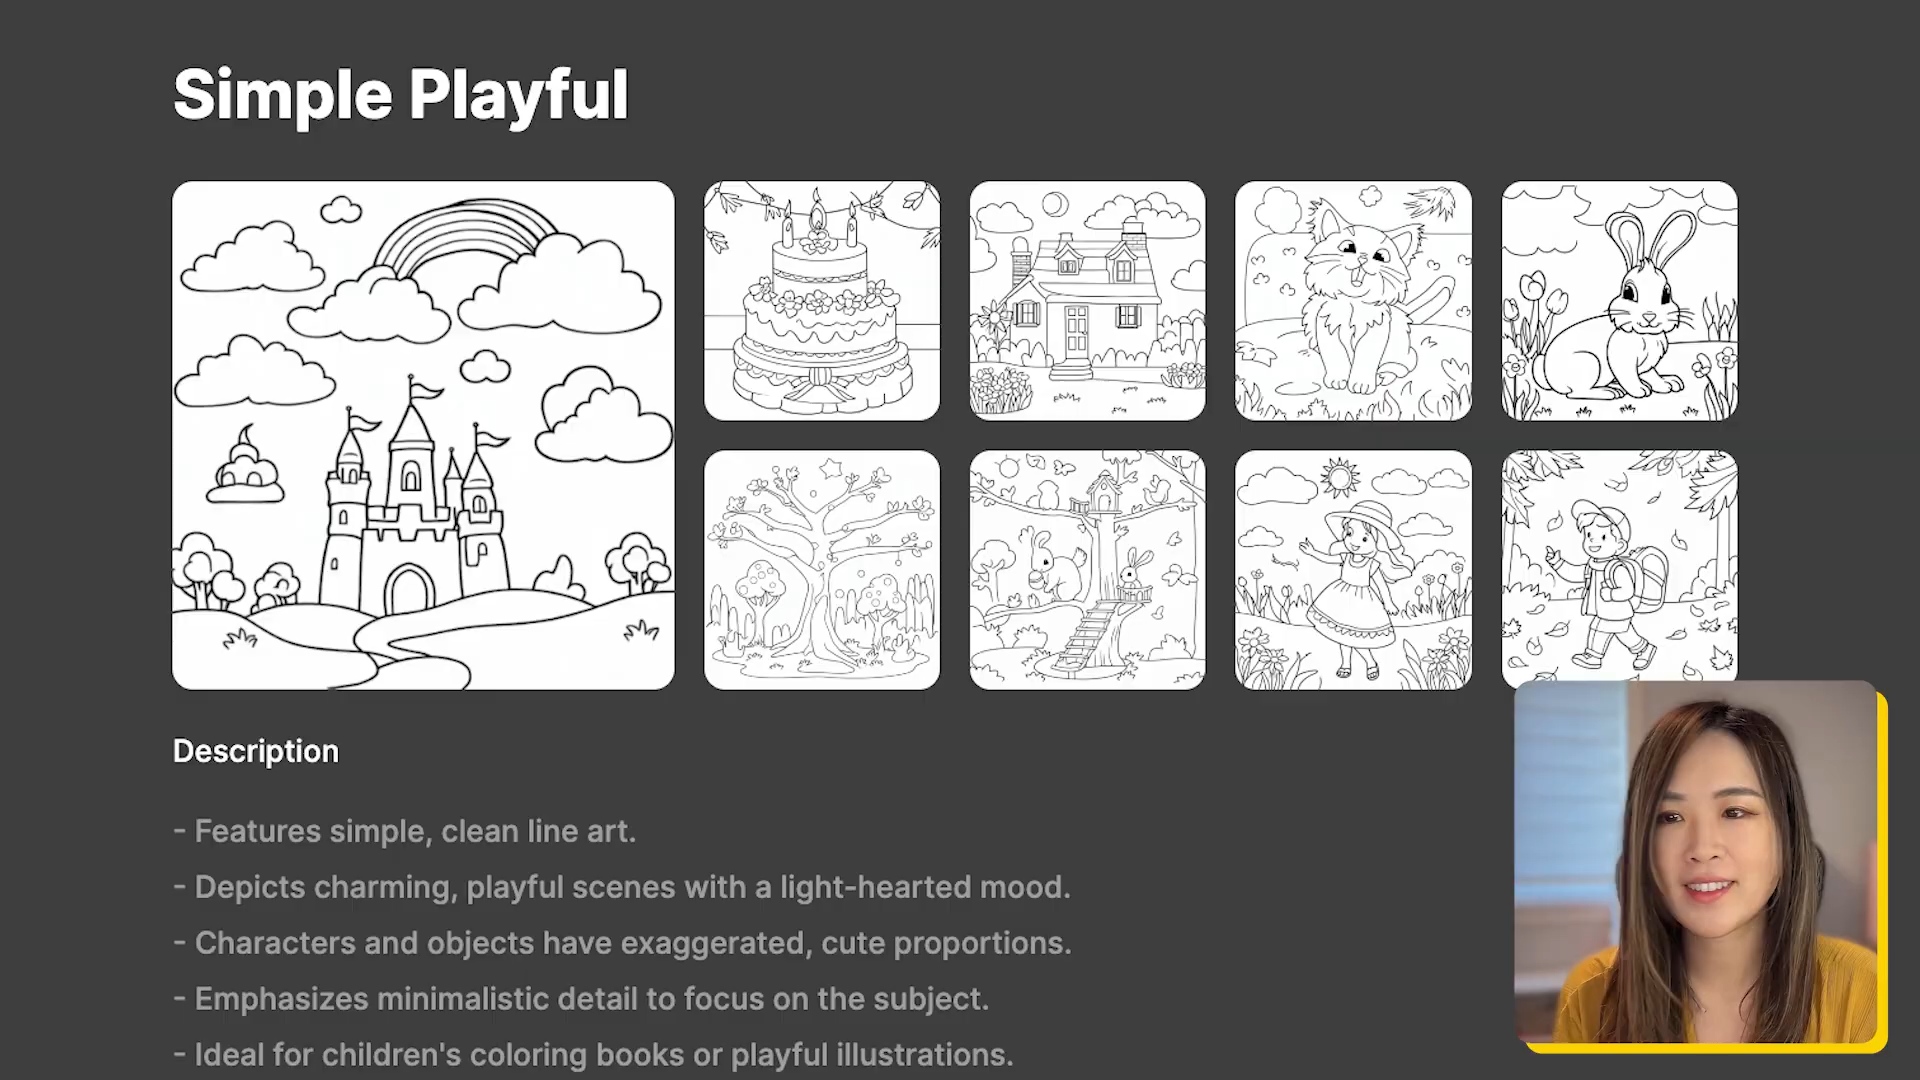 Simple Playful
Description
- Features simple, clean line art.
- Depicts charming, playful scenes with a light-hearted mood.
- Characters and objects have exaggerated, cute proportions.
- Emphasizes minimalistic detail to focus on the subject.
- Ideal for children's coloring books or playful illustrations.